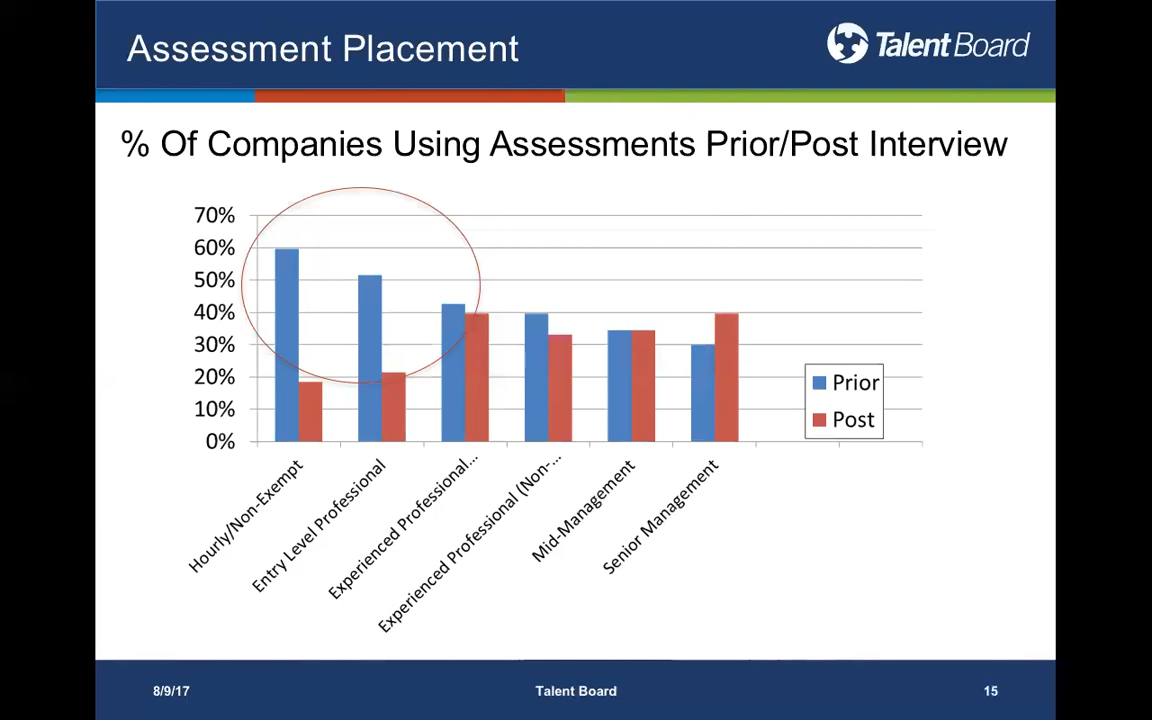 Assessment Placement
Talent Board
% Of Companies Using Assessments Prior/Post Interview
70%
60%
50%
40%
30%
20%
10%
0%
Prior
Post
Hourly/Non-Exempt
Entry Level Professional
Experienced Professional...
Experienced Professional (Non-...
Mid-Management
Senior Management
8/9/17
Talent Board
15